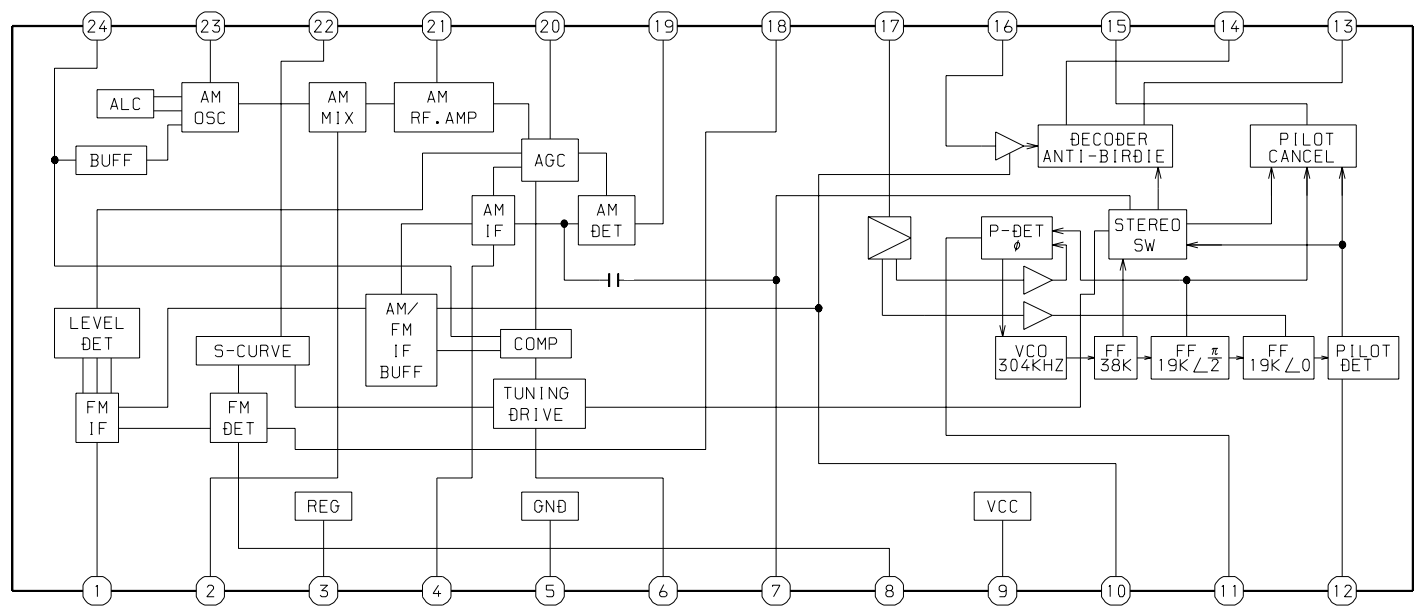 24 23 22 21 20 19 18 17 16 15 14 13
ALC
AM
OSC
AM
MIX
AM
RF.AMP
BUFF
AGC
DECODER
ANTI-BIRDIE
PILOT
CANCEL
AM
IF
AM
DET
P-DET
ø
STEREO
SW
LEVEL
DET
AM/
FM
IF
BUFF
S-CURVE
COMP
VCO
304KHZ
FF
38K
FF
19K∠π/2
FF
19K∠0
PILOT
DET
FM
IF
FM
DET
TUNING
DRIVE
REG
GND
VCC
1 2 3 4 5 6 7 8 9 10 11 12